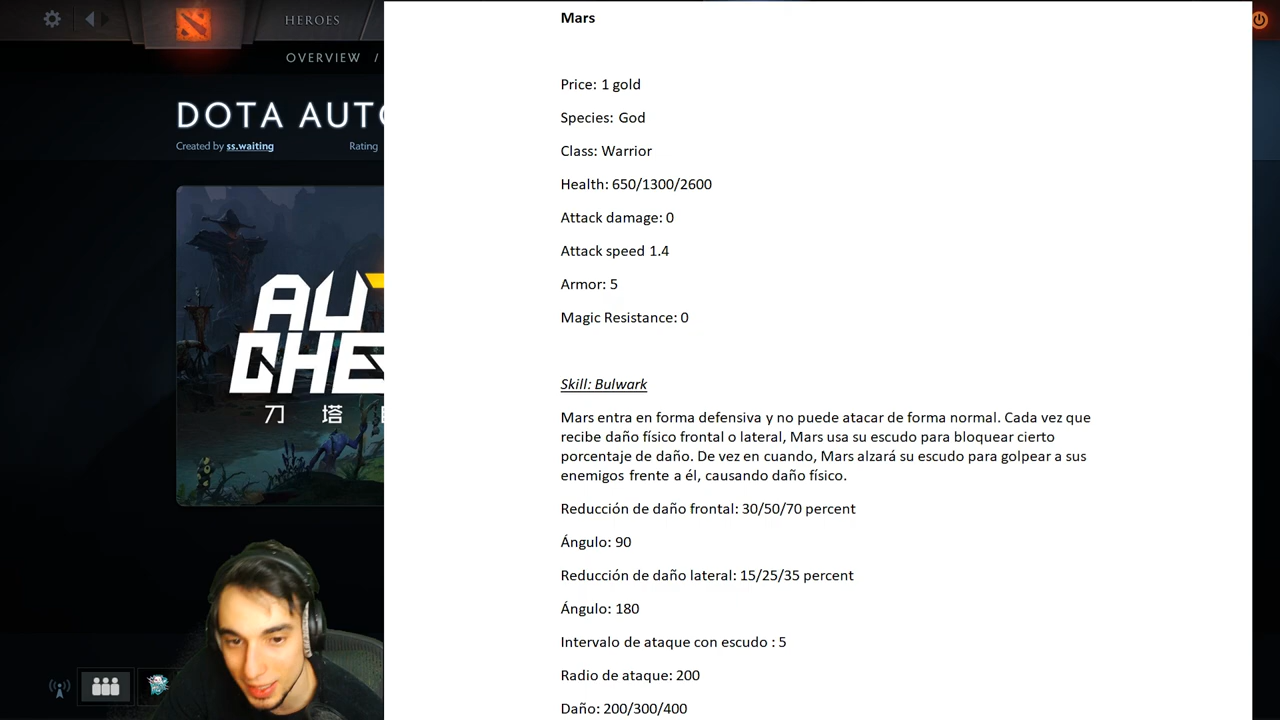 HEROES
OVERVIEW /
DOTA AUTO
Created by ss.waiting
Rating
AUT
CHE
刀 塔
Mars
Price: 1 gold
Species: God
Class: Warrior
Health: 650/1300/2600
Attack damage: 0
Attack speed 1.4
Armor: 5
Magic Resistance: 0
Skill: Bulwark
Mars entra en forma defensiva y no puede atacar de forma normal. Cada vez que
recibe daño físico frontal o lateral, Mars usa su escudo para bloquear cierto
porcentaje de daño. De vez en cuando, Mars alzará su escudo para golpear a sus
enemigos frente a él, causando daño físico.
Reducción de daño frontal: 30/50/70 percent
Ángulo: 90
Reducción de daño lateral: 15/25/35 percent
Ángulo: 180
Intervalo de ataque con escudo : 5
Radio de ataque: 200
Daño: 200/300/400